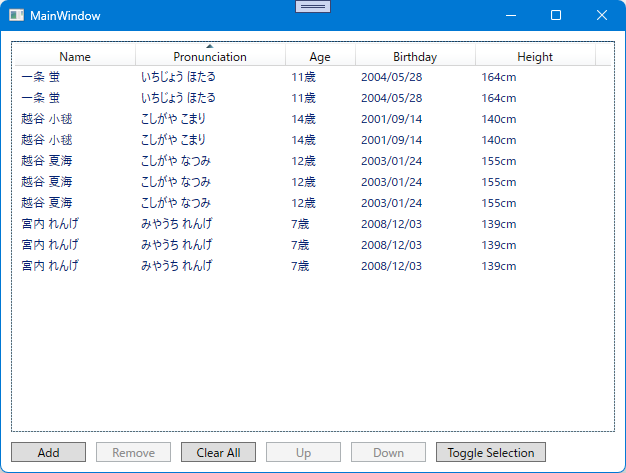 MainWindow
Name Pronunciation Age Birthday Height
一条 蛍 いちじょう ほたる 11歳 2004/05/28 164cm
一条 蛍 いちじょう ほたる 11歳 2004/05/28 164cm
越谷 小毬 こしがや こまり 14歳 2001/09/14 140cm
越谷 小毬 こしがや こまり 14歳 2001/09/14 140cm
越谷 夏海 こしがや なつみ 12歳 2003/01/24 155cm
越谷 夏海 こしがや なつみ 12歳 2003/01/24 155cm
越谷 夏海 こしがや なつみ 12歳 2003/01/24 155cm
宮内 れんげ みやうち れんげ 7歳 2008/12/03 139cm
宮内 れんげ みやうち れんげ 7歳 2008/12/03 139cm
宮内 れんげ みやうち れんげ 7歳 2008/12/03 139cm
Add Remove Clear All Up Down Toggle Selection